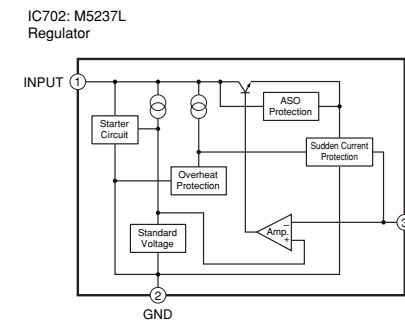 IC702: M5237L
Regulator
INPUT 1
ASO
Protection
Starter
Circuit
Sudden Current
Protection
Overheat
Protection
Standard
Voltage
–
Amp.
+
3
2
GND